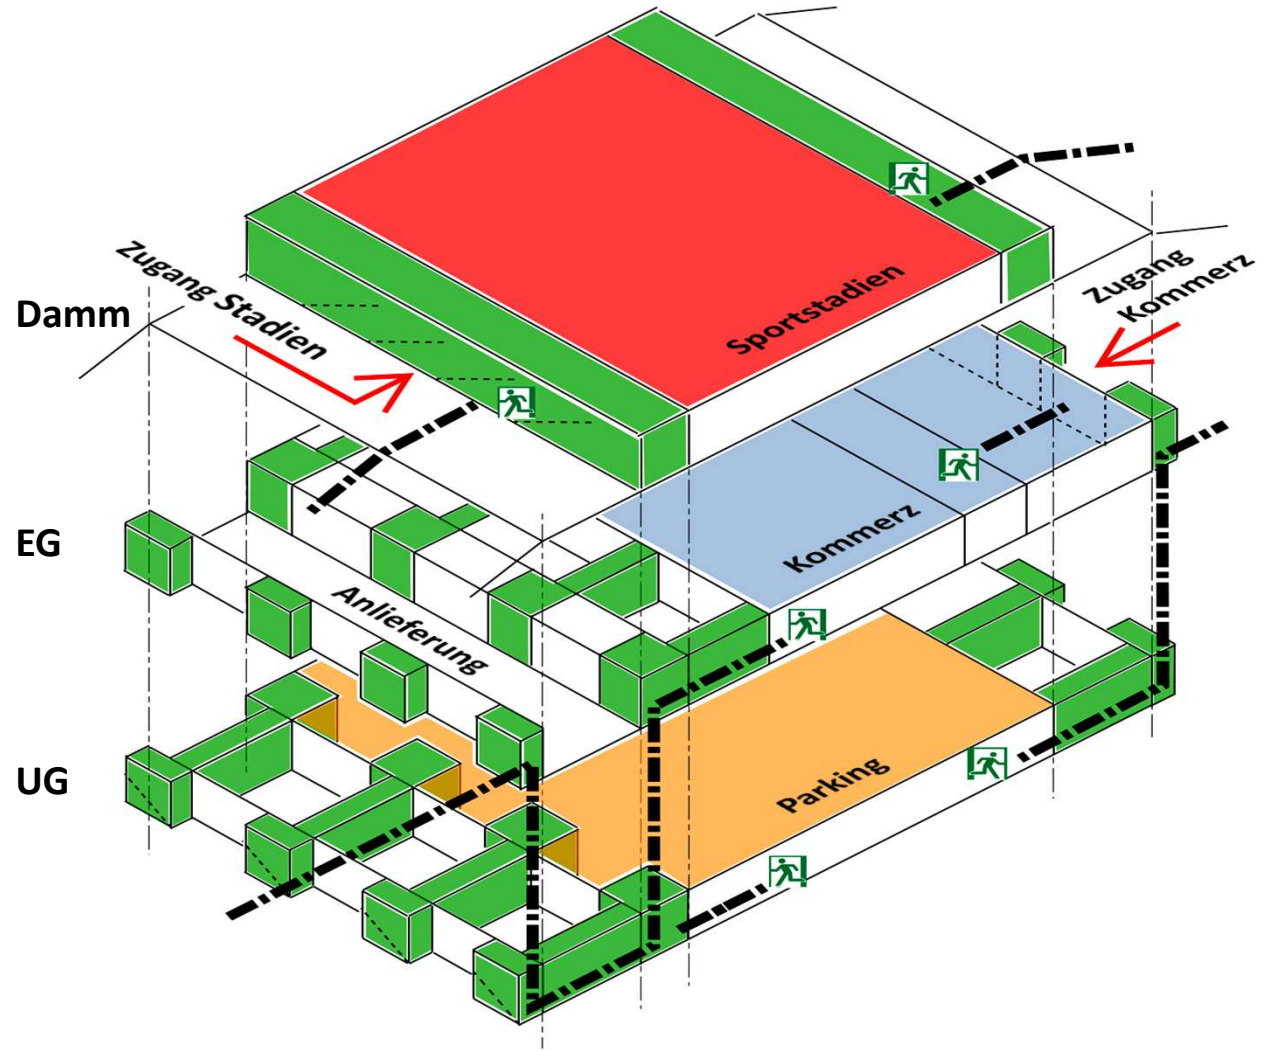 Zugang Stadien
Damm
Sportstadien
Zugang
Kommerz
EG
Kommerz
Anlieferung
UG
Parking